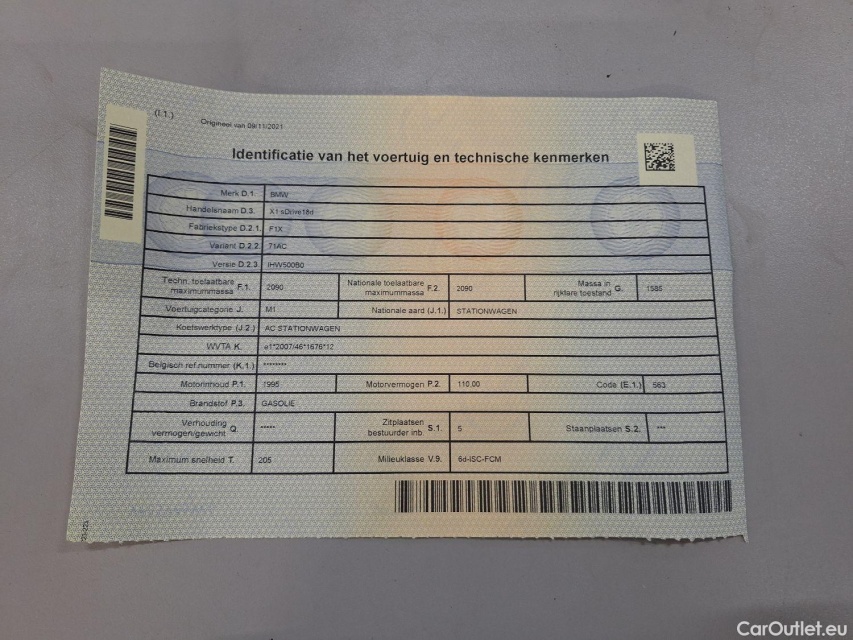 (I.1.)
Origineel van 09/11/2021
Identificatie van het voertuig en technische kenmerken
Merk D.1. BMW
Handelsnaam D.3. X1 sDrive18d
Fabriekstype D.2.1. F1X
Variant D.2.2. 71AC
Versie D.2.3. IHW500B0
Techn. toelaatbare maximummassa F.1. 2090 Nationale toelaatbare maximummassa F.2. 2090 Massa in rijklare toestand G. 1585
Voertuigcategorie J. M1 Nationale aard (J.1.) STATIONWAGEN
Koetswerktype (J.2.) AC STATIONWAGEN
WVTA K. e1*2007/46*1676*12
Belgisch ref.nummer (K.1.) ********
Motorinhoud P.1. 1995 Motorvermogen P.2. 110,00 Code (E.1.) 563
Brandstof P.3. GASOLIE
Verhouding vermogen/gewicht Q. ***** Zitplaatsen bestuurder inb. S.1. 5 Staanplaatsen S.2. ***
Maximum snelheid T. 205 Milieuklasse V.9. 6d-ISC-FCM
CarOutlet.eu